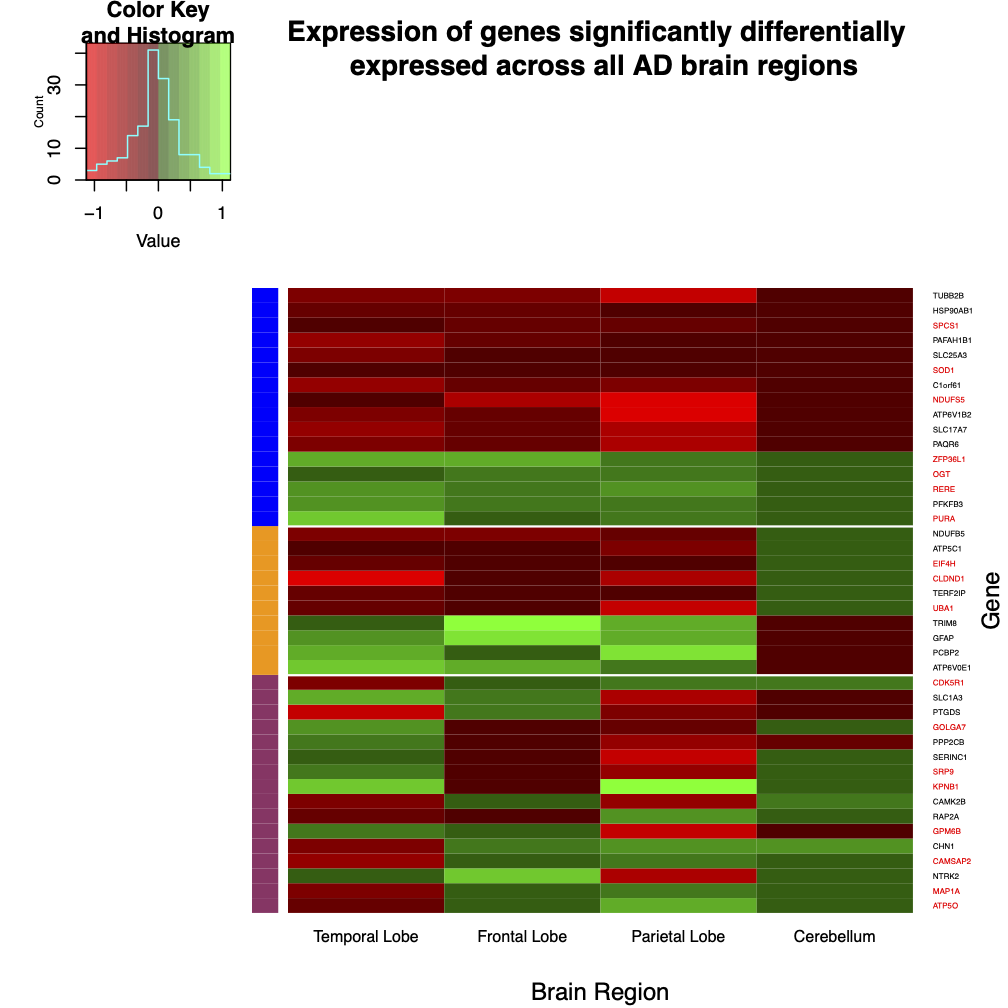 Color Key
and Histogram
Expression of genes significantly differentially
expressed across all AD brain regions
Count
0
10
30
−1
0
1
Value
TUBB2B
HSP90AB1
SPCS1
PAFAH1B1
SLC25A3
SOD1
C1orf61
NDUFS5
ATP6V1B2
SLC17A7
PAQR6
ZFP36L1
OGT
RERE
PFKFB3
PURA
NDUFB5
ATP5C1
EIF4H
CLDND1
TERF2IP
UBA1
TRIM8
GFAP
PCBP2
ATP6V0E1
CDK5R1
SLC1A3
PTGDS
GOLGA7
PPP2CB
SERINC1
SRP9
KPNB1
CAMK2B
RAP2A
GPM6B
CHN1
CAMSAP2
NTRK2
MAP1A
ATP5O
Gene
Temporal Lobe
Frontal Lobe
Parietal Lobe
Cerebellum
Brain Region